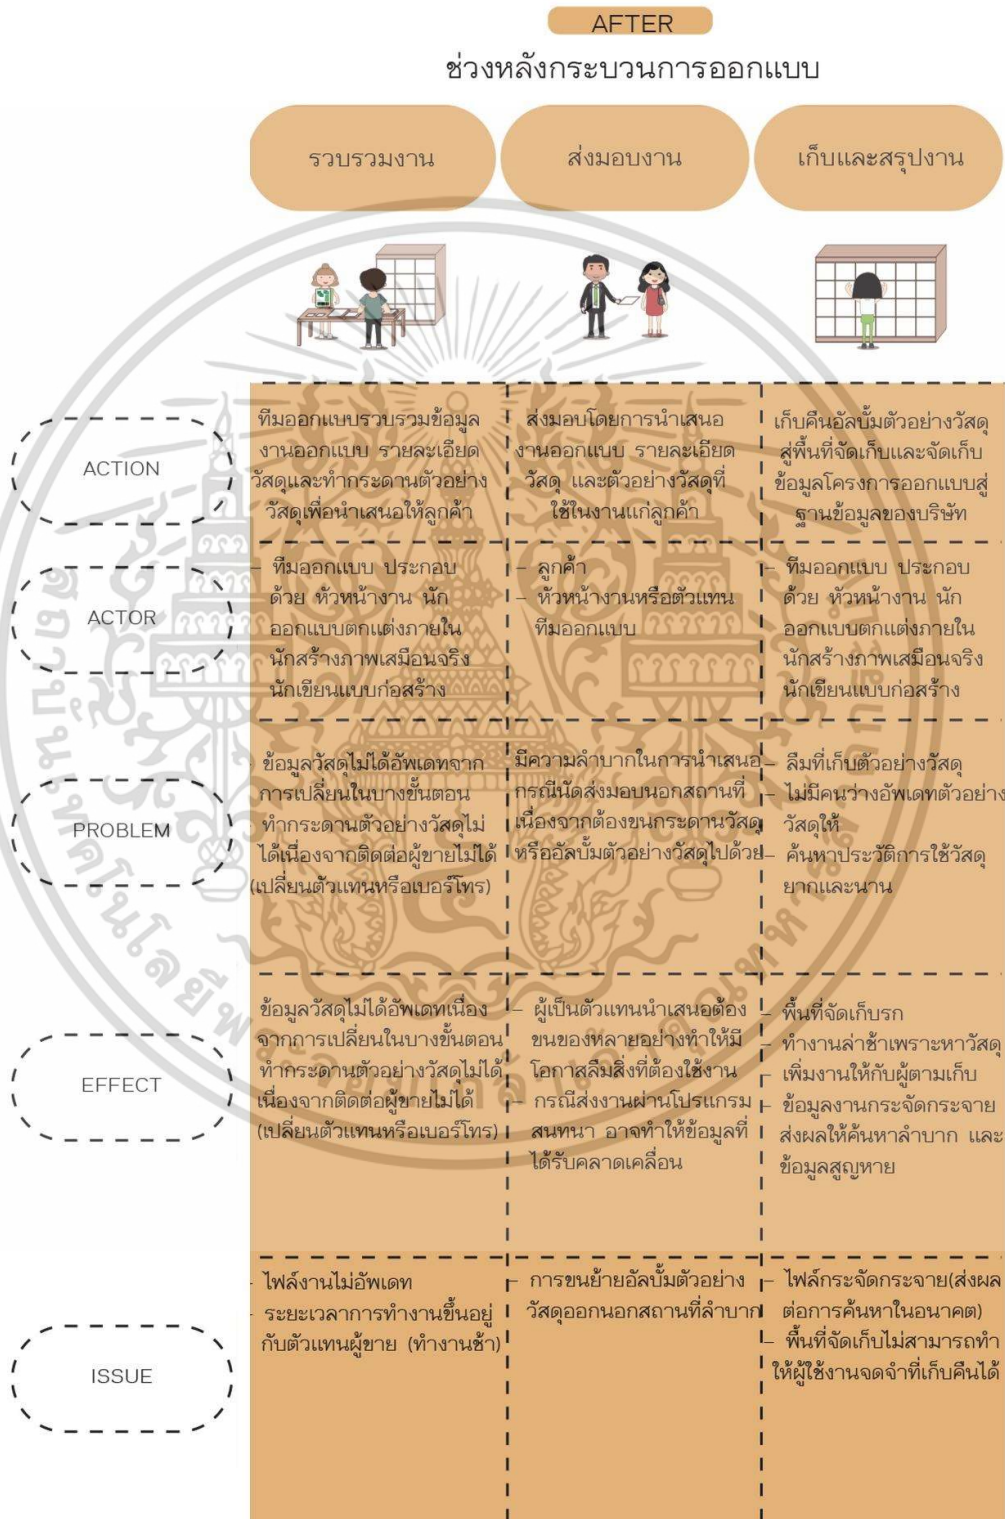 AFTER
ช่วงหลังกระบวนการออกแบบ
รวบรวมงาน
ส่งมอบงาน
เก็บและสรุปงาน
ACTION
ทีมออกแบบรวบรวมข้อมูล
งานออกแบบ รายละเอียด
วัสดุและทำกระดานตัวอย่าง
วัสดุเพื่อนำเสนอให้ลูกค้า
ส่งมอบโดยการนำเสนอ
งานออกแบบ รายละเอียด
วัสดุ และตัวอย่างวัสดุที่
ใช้ในงานแก่ลูกค้า
เก็บคืนอัลบั้มตัวอย่างวัสดุ
สู่พื้นที่จัดเก็บและจัดเก็บ
ข้อมูลโครงการออกแบบสู่
ฐานข้อมูลของบริษัท
ACTOR
– ทีมออกแบบ ประกอบ
ด้วย หัวหน้างาน นัก
ออกแบบตกแต่งภายใน
นักสร้างภาพเสมือนจริง
นักเขียนแบบก่อสร้าง
– ลูกค้า
– หัวหน้างานหรือตัวแทน
ทีมออกแบบ
– ทีมออกแบบ ประกอบ
ด้วย หัวหน้างาน นัก
ออกแบบตกแต่งภายใน
นักสร้างภาพเสมือนจริง
นักเขียนแบบก่อสร้าง
PROBLEM
ข้อมูลวัสดุไม่ได้อัพเดทจาก
การเปลี่ยนในบางขั้นตอน
ทำกระดานตัวอย่างวัสดุไม่
ได้เนื่องจากติดต่อผู้ขายไม่ได้
(เปลี่ยนตัวแทนหรือเบอร์โทร)
มีความลำบากในการนำเสนอ
กรณีนัดส่งมอบนอกสถานที่
เนื่องจากต้องขนกระดานวัสดุ
หรืออัลบั้มตัวอย่างวัสดุไปด้วย
– ลืมที่เก็บตัวอย่างวัสดุ
– ไม่มีคนว่างอัพเดทตัวอย่าง
วัสดุให้
– ค้นหาประวัติการใช้วัสดุ
ยากและนาน
EFFECT
ข้อมูลวัสดุไม่ได้อัพเดทเนื่อง
จากการเปลี่ยนในบางขั้นตอน
ทำกระดานตัวอย่างวัสดุไม่ได้
เนื่องจากติดต่อผู้ขายไม่ได้
(เปลี่ยนตัวแทนหรือเบอร์โทร)
– ผู้เป็นตัวแทนนำเสนอต้อง
ขนของหลายอย่างทำให้มี
โอกาสลืมสิ่งที่ต้องใช้งาน
– กรณีส่งงานผ่านโปรแกรม
สนทนา อาจทำให้ข้อมูลที่
ได้รับคลาดเคลื่อน
– พื้นที่จัดเก็บรก
– ทำงานล่าช้าเพราะหาวัสดุ
– เพิ่มงานให้กับผู้ตามเก็บ
– ข้อมูลงานกระจัดกระจาย
ส่งผลให้ค้นหาลำบาก และ
ข้อมูลสูญหาย
ISSUE
– ไฟล์งานไม่อัพเดท
– ระยะเวลาการทำงานขึ้นอยู่
กับตัวแทนผู้ขาย (ทำงานช้า)
– การขนย้ายอัลบั้มตัวอย่าง
วัสดุออกนอกสถานที่ลำบาก
– ไฟล์กระจัดกระจาย(ส่งผล
ต่อการค้นหาในอนาคต)
– พื้นที่จัดเก็บไม่สามารถทำ
ให้ผู้ใช้งานจดจำที่เก็บคืนได้